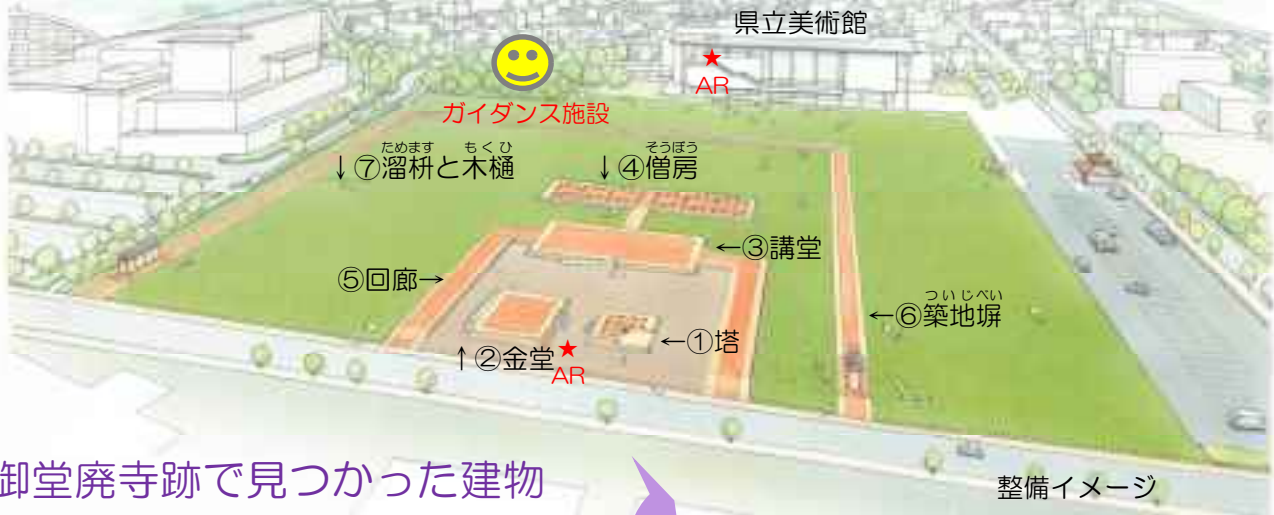 県立美術館
★
AR
ガイダンス施設
ためます もくひ
↓⑦溜枡と木樋
そうぼう
↓④僧房
←③講堂
⑤回廊→
ついじべい
←⑥築地塀
←①塔
↑②金堂★
AR
御堂廃寺跡で見つかった建物
整備イメージ